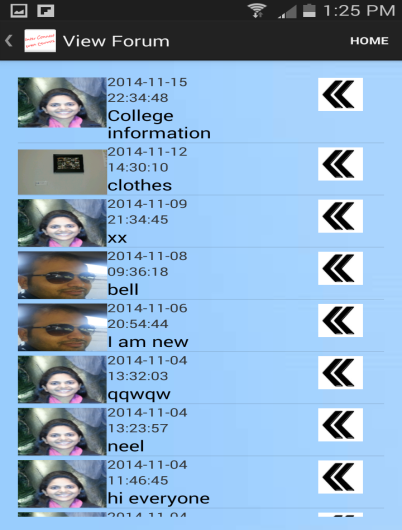 1:25 PM
View Forum
HOME
2014-11-15
22:34:48
College
information
2014-11-12
14:30:10
clothes
2014-11-09
21:34:45
xx
2014-11-08
09:36:18
bell
2014-11-06
20:54:44
I am new
2014-11-04
13:32:03
qqwqw
2014-11-04
13:23:57
neel
2014-11-04
11:46:45
hi everyone
2014-11-04